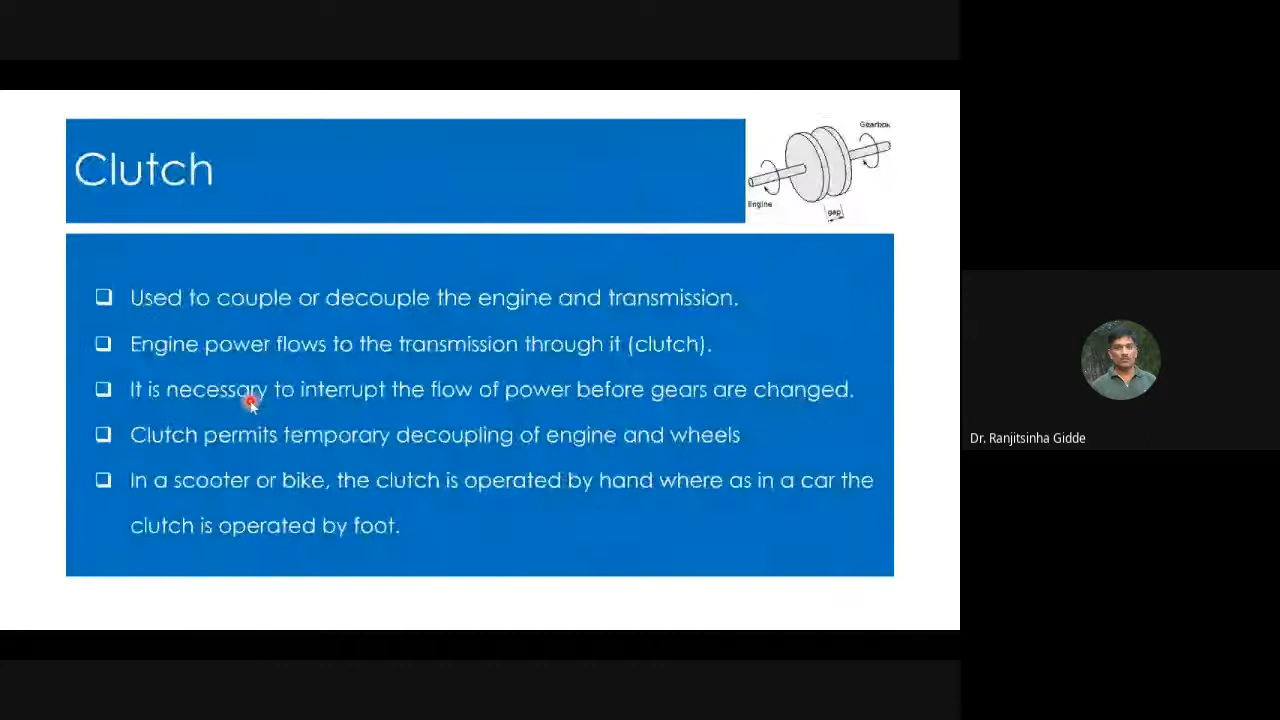 Clutch
Gearbox
Engine
gap
Used to couple or decouple the engine and transmission.
Engine power flows to the transmission through it (clutch).
It is necessary to interrupt the flow of power before gears are changed.
Clutch permits temporary decoupling of engine and wheels
In a scooter or bike, the clutch is operated by hand where as in a car the
clutch is operated by foot.
Dr. Ranjitsinha Gidde